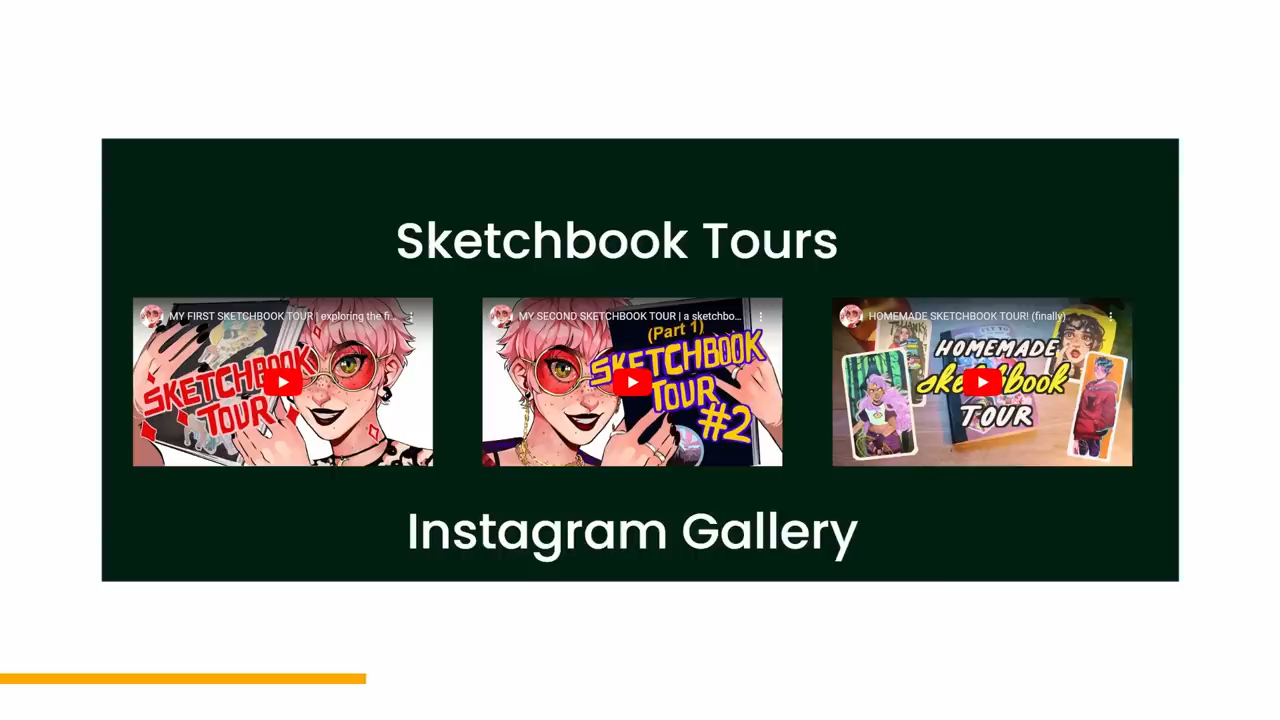 Sketchbook Tours
MY FIRST SKETCHBOOK TOUR | exploring the fr...
SKETCHBOOK
TOUR
MY SECOND SKETCHBOOK TOUR | a sketchbo...
(Part 1)
SKETCHBOOK
TOUR
#2
HOMEMADE SKETCHBOOK TOUR! (finally)
HOMEMADE
sketchbook
TOUR
Instagram Gallery